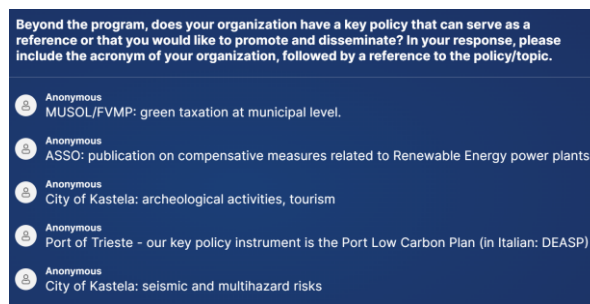 Beyond the program, does your organization have a key policy that can serve as a
reference or that you would like to promote and disseminate? In your response, please
include the acronym of your organization, followed by a reference to the policy/topic.
Anonymous
MUSOL/FVMP: green taxation at municipal level.
Anonymous
ASSO: publication on compensative measures related to Renewable Energy power plants
Anonymous
City of Kastela: archeological activities, tourism
Anonymous
Port of Trieste - our key policy instrument is the Port Low Carbon Plan (in Italian: DEASP)
Anonymous
City of Kastela: seismic and multihazard risks